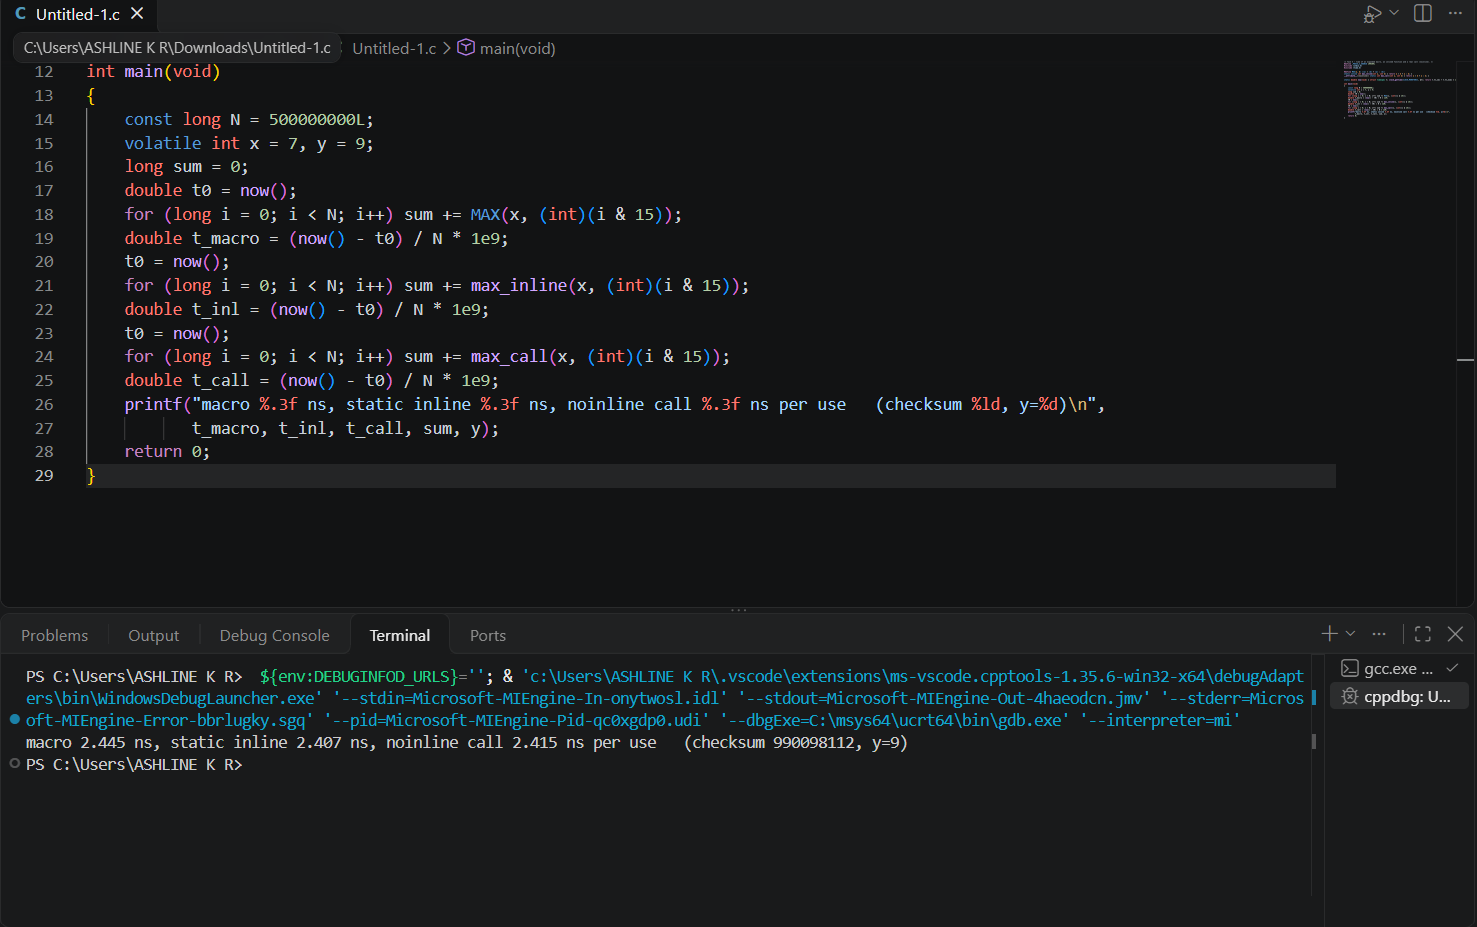 C Untitled-1.c
C:\Users\ASHLINE K R\Downloads\Untitled-1.c
Untitled-1.c > main(void)
12 int main(void)
13 {
14 const long N = 500000000L;
15 volatile int x = 7, y = 9;
16 long sum = 0;
17 double t0 = now();
18 for (long i = 0; i < N; i++) sum += MAX(x, (int)(i & 15));
19 double t_macro = (now() - t0) / N * 1e9;
20 t0 = now();
21 for (long i = 0; i < N; i++) sum += max_inline(x, (int)(i & 15));
22 double t_inl = (now() - t0) / N * 1e9;
23 t0 = now();
24 for (long i = 0; i < N; i++) sum += max_call(x, (int)(i & 15));
25 double t_call = (now() - t0) / N * 1e9;
26 printf("macro %.3f ns, static inline %.3f ns, noinline call %.3f ns per use   (checksum %ld, y=%d)\n",
27 t_macro, t_inl, t_call, sum, y);
28 return 0;
29 }
Problems Output Debug Console Terminal Ports
PS C:\Users\ASHLINE K R>  ${env:DEBUGINFOD_URLS}=''; & 'c:\Users\ASHLINE K R\.vscode\extensions\ms-vscode.cpptools-1.35.6-win32-x64\debugAdapt
ers\bin\WindowsDebugLauncher.exe' '--stdin=Microsoft-MIEngine-In-onytwosl.idl' '--stdout=Microsoft-MIEngine-Out-4haeodcn.jmv' '--stderr=Micros
oft-MIEngine-Error-bbrlugky.sgq' '--pid=Microsoft-MIEngine-Pid-qc0xgdp0.udi' '--dbgExe=C:\msys64\ucrt64\bin\gdb.exe' '--interpreter=mi'
macro 2.445 ns, static inline 2.407 ns, noinline call 2.415 ns per use   (checksum 990098112, y=9)
PS C:\Users\ASHLINE K R>
gcc.exe ...
cppdbg: U...